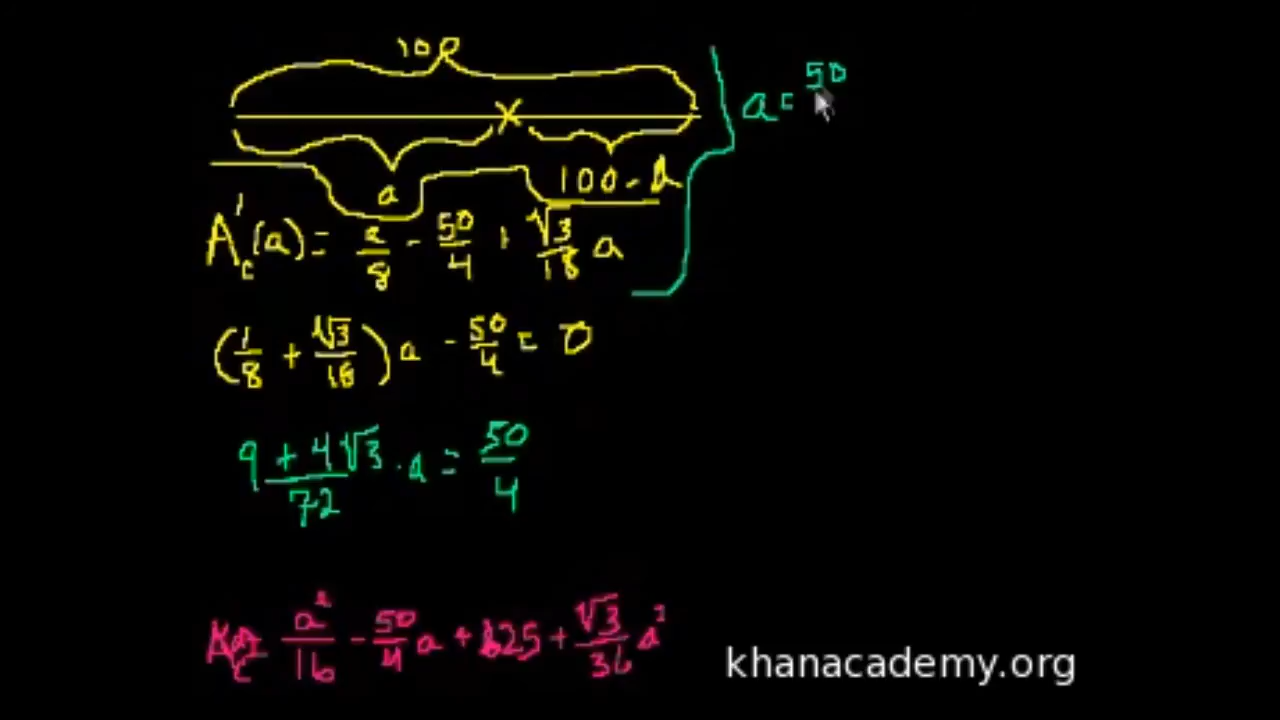 100
a = 50
a
100 - a
A'c(a) = a/8 - 50/4 + √3/18 a
(1/8 + √3/18) a - 50/4 = 0
9 + 4√3/72 · a = 50/4
a²/16 - 50/4 a + 625 + √3/36 a²
khanacademy.org